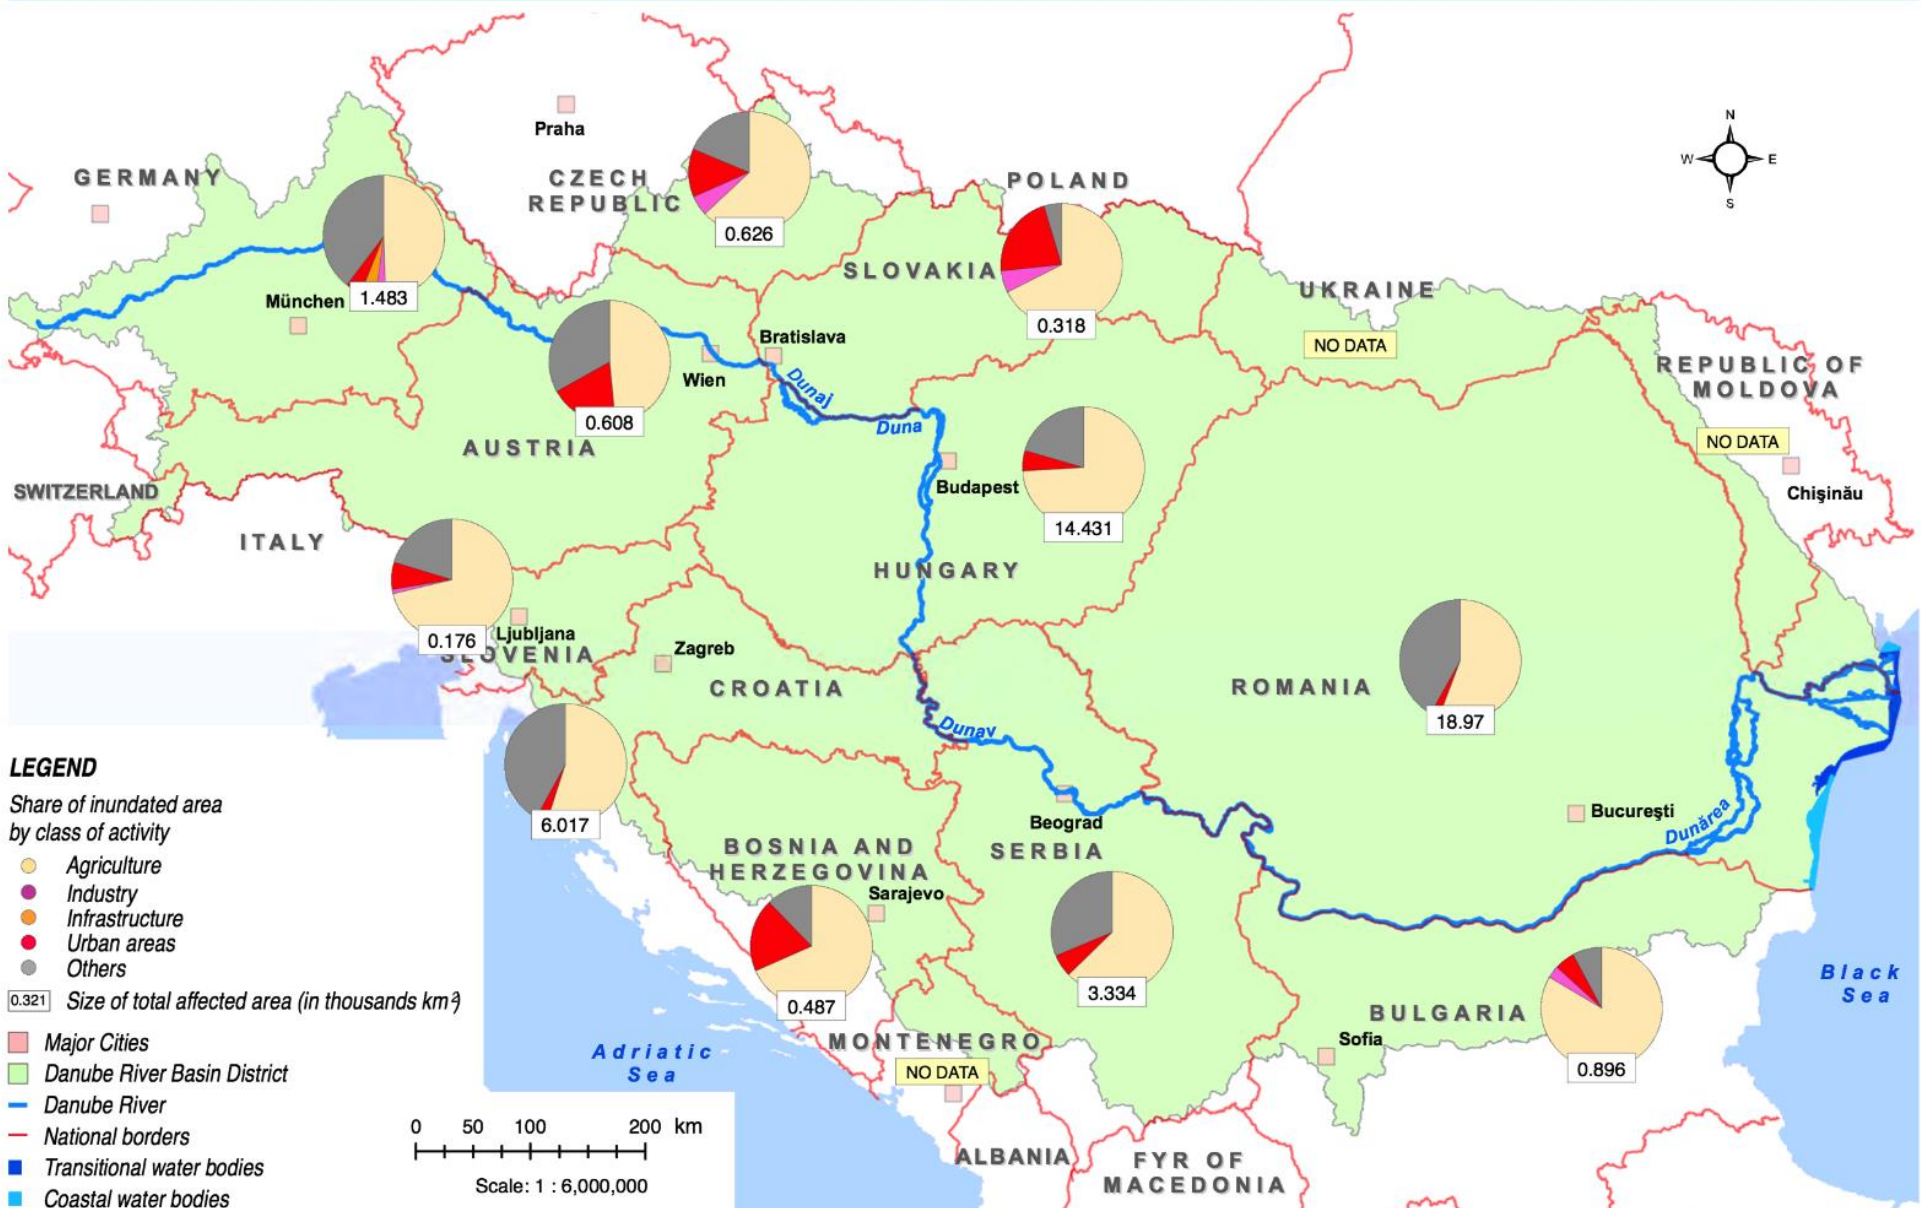 N
W
E
S
Praha
GERMANY
CZECH
REPUBLIC
POLAND
0.626
SLOVAKIA
UKRAINE
München
1.483
0.318
NO DATA
Bratislava
Wien
Dunaj
Duna
REPUBLIC OF
MOLDOVA
NO DATA
Chişinău
0.608
AUSTRIA
SWITZERLAND
Budapest
14.431
ITALY
HUNGARY
0.176
Ljubljana
SLOVENIA
Zagreb
CROATIA
ROMANIA
18.97
Dunav
6.017
Beograd
SERBIA
Bucureşti
Dunărea
BOSNIA AND
HERZEGOVINA
Sarajevo
0.487
3.334
BULGARIA
Sofia
0.896
Black
Sea
MONTENEGRO
NO DATA
Adriatic
Sea
ALBANIA
FYR OF
MACEDONIA
LEGEND
Share of inundated area
by class of activity
Agriculture
Industry
Infrastructure
Urban areas
Others
0.321 Size of total affected area (in thousands km²)
Major Cities
Danube River Basin District
Danube River
National borders
Transitional water bodies
Coastal water bodies
0 50 100 200 km
Scale: 1 : 6,000,000